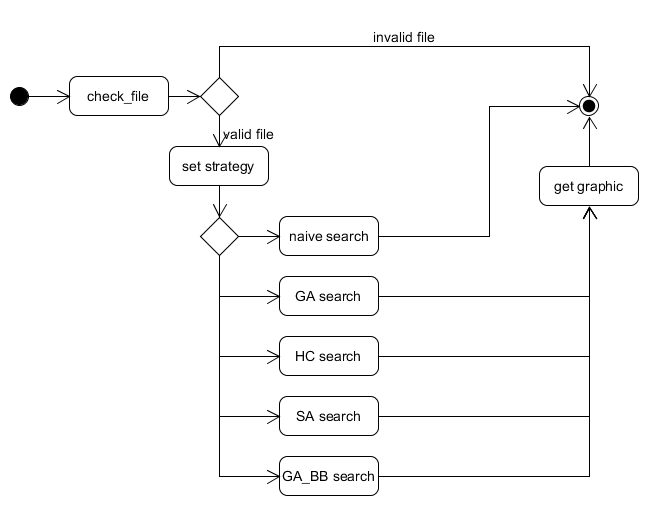 invalid file
check_file
valid file
set strategy
get graphic
naive search
GA search
HC search
SA search
GA_BB search